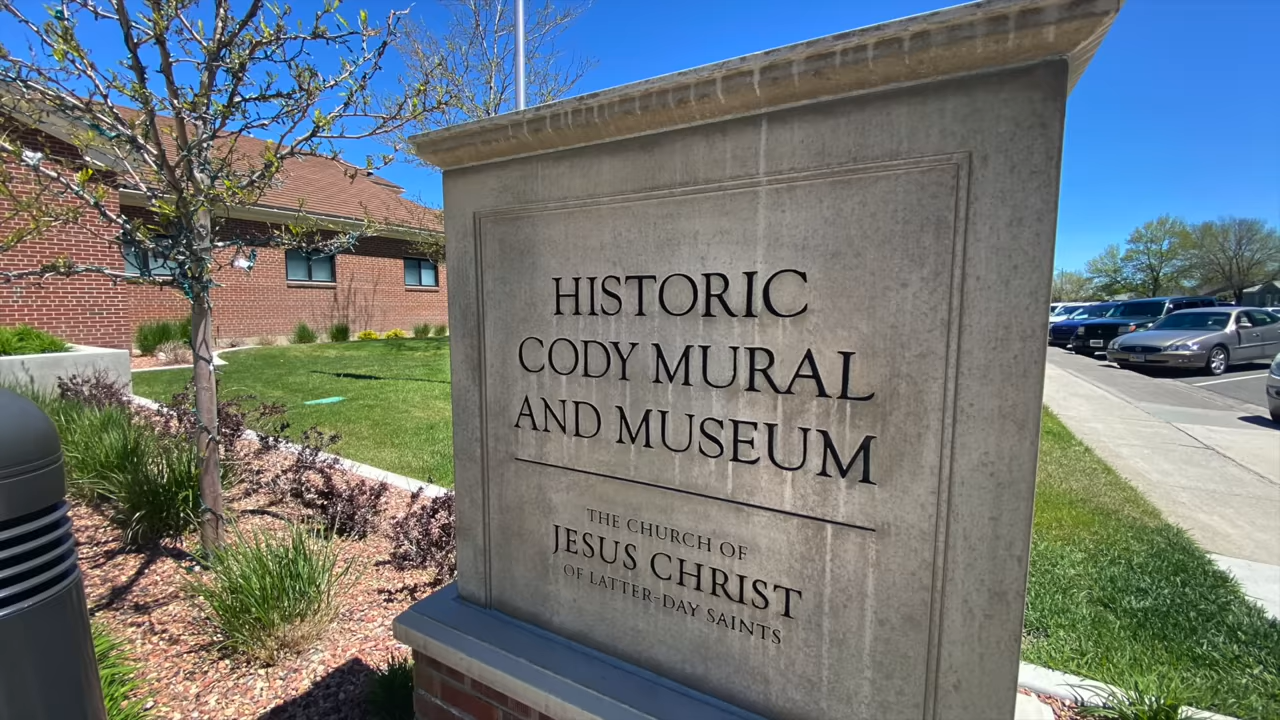 HISTORIC
CODY MURAL
AND MUSEUM
THE CHURCH OF
JESUS CHRIST
OF LATTER-DAY SAINTS